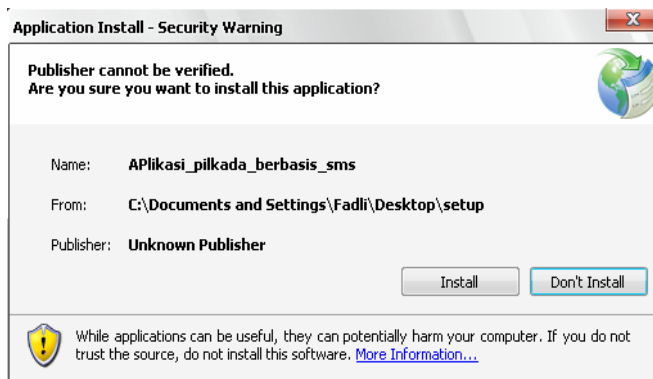 Application Install - Security Warning
Publisher cannot be verified.
Are you sure you want to install this application?
Name: APlikasi_pilkada_berbasis_sms
From: C:\Documents and Settings\Fadli\Desktop\setup
Publisher: Unknown Publisher
Install Don't Install
While applications can be useful, they can potentially harm your computer. If you do not
trust the source, do not install this software. More Information...